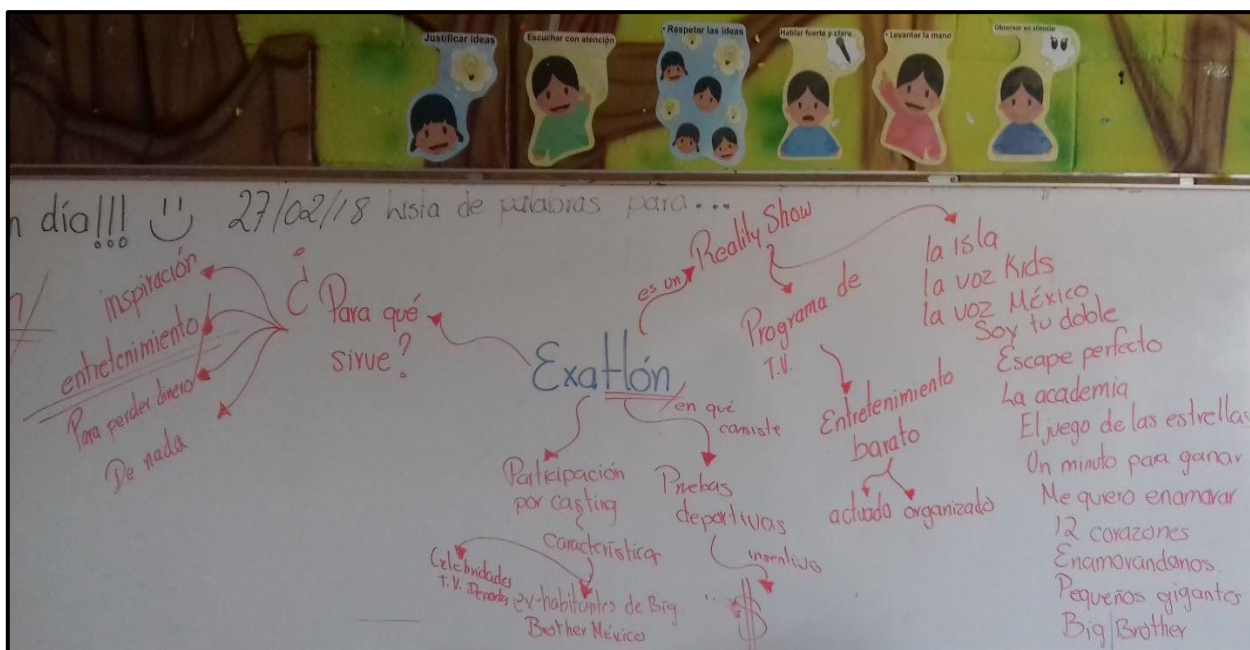 Justificar ideas
Escuchar con atención
• Respetar las ideas
Hablar fuerte y claro
• Levantar la mano
Observar en silencio
n día!!! 27/02/18 Lista de palabras para...
¿Para qué
sirve?
inspiración
entretenimiento
Para perder dinero
De nada
Exatlón
es un
Reality Show
Programa de
T.V.
Entretenimiento
barato
actuado organizado
la isla
la voz Kids
la voz México
Soy tu doble
Escape perfecto
La academia
El juego de las estrellas
Un minuto para ganar
Me quiero enamorar
12 corazones
Enamorandonos.
Pequeños gigantes
Big Brother
en qué
consiste
Participación
por casting
características
Celebridades
T.V. Deportes
ex-habitantes de Big
Brother México
Pruebas
deportivas
insentivos
$